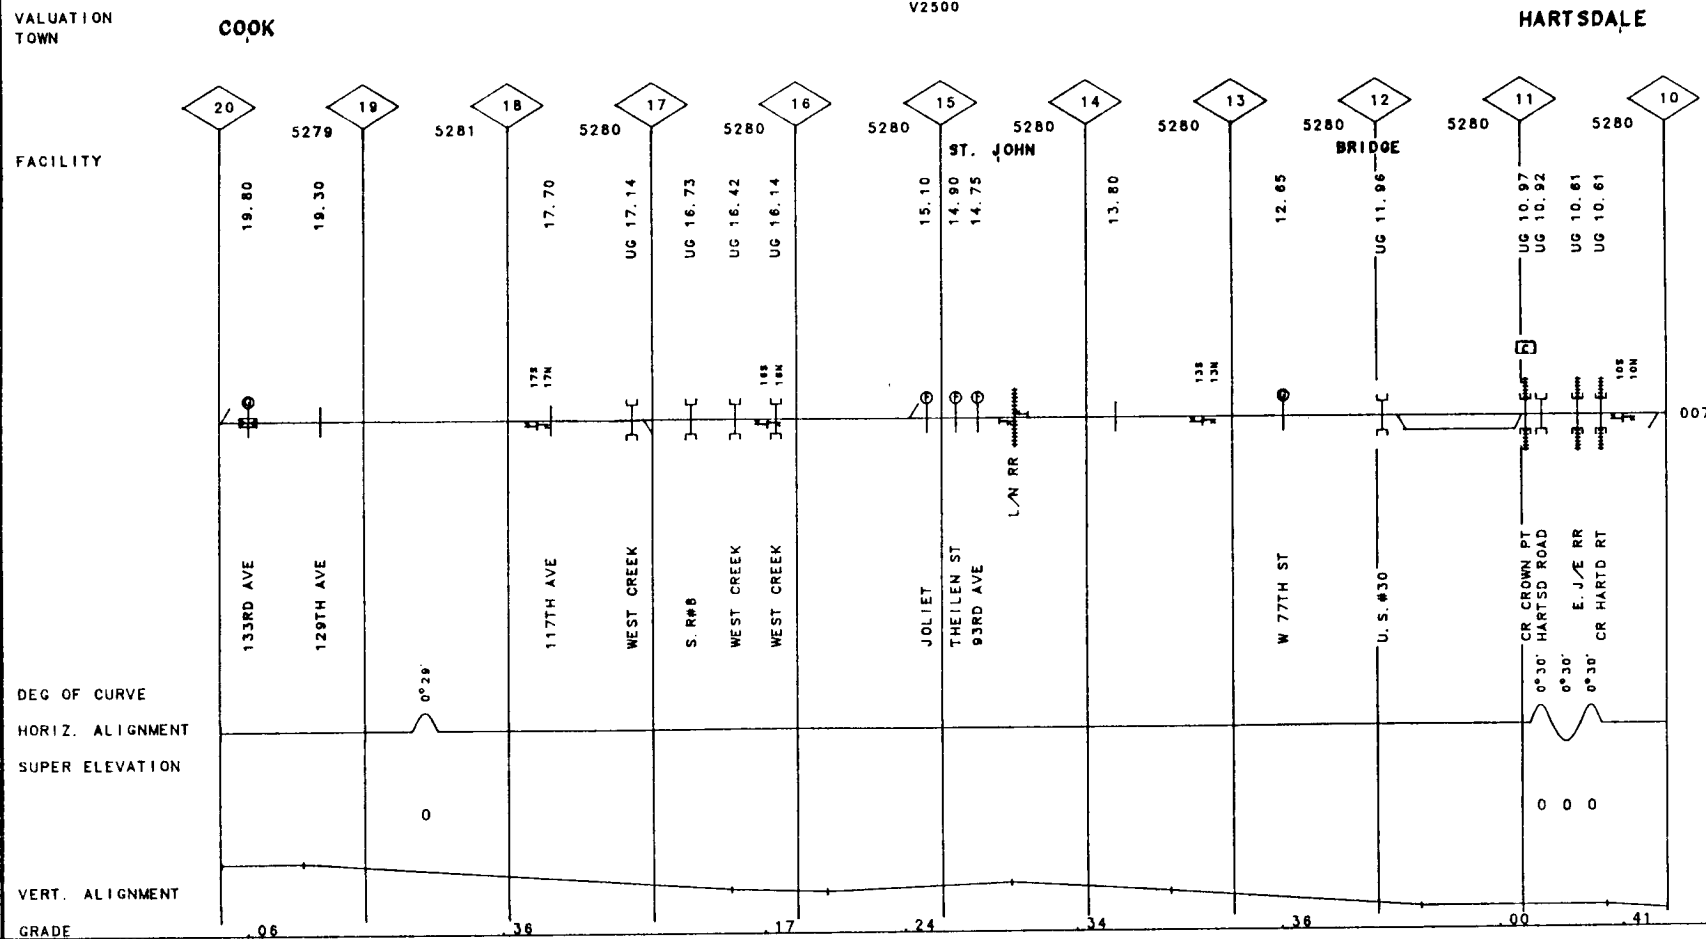 V2500
VALUATION
TOWN
COOK
HARTSDALE
20
19
18
17
16
15
14
13
12
11
10
5279
5281
5280
5280
5280
5280
5280
5280
5280
5280
FACILITY
ST. JOHN
BRIDGE
19.80
19.30
17.70
UG 17.14
UG 16.73
UG 16.42
UG 16.14
15.10
14.90
14.75
13.80
12.65
UG 11.96
UG 10.97
UG 10.92
UG 10.61
UG 10.61
17S
17N
16S
16N
13S
13N
10S
10N
007
L/N RR
133RD AVE
129TH AVE
117TH AVE
WEST CREEK
S.R#8
WEST CREEK
WEST CREEK
JOLIET
THEILEN ST
93RD AVE
W 77TH ST
U.S.#30
CR CROWN PT
HARTSD ROAD
E.J/E RR
CR HARTD RT
DEG OF CURVE
0°29'
0°30'
0°30'
0°30'
HORIZ. ALIGNMENT
SUPER ELEVATION
0
0
0
0
VERT. ALIGNMENT
GRADE
.06
.36
.17
.24
.34
.36
.00
.41